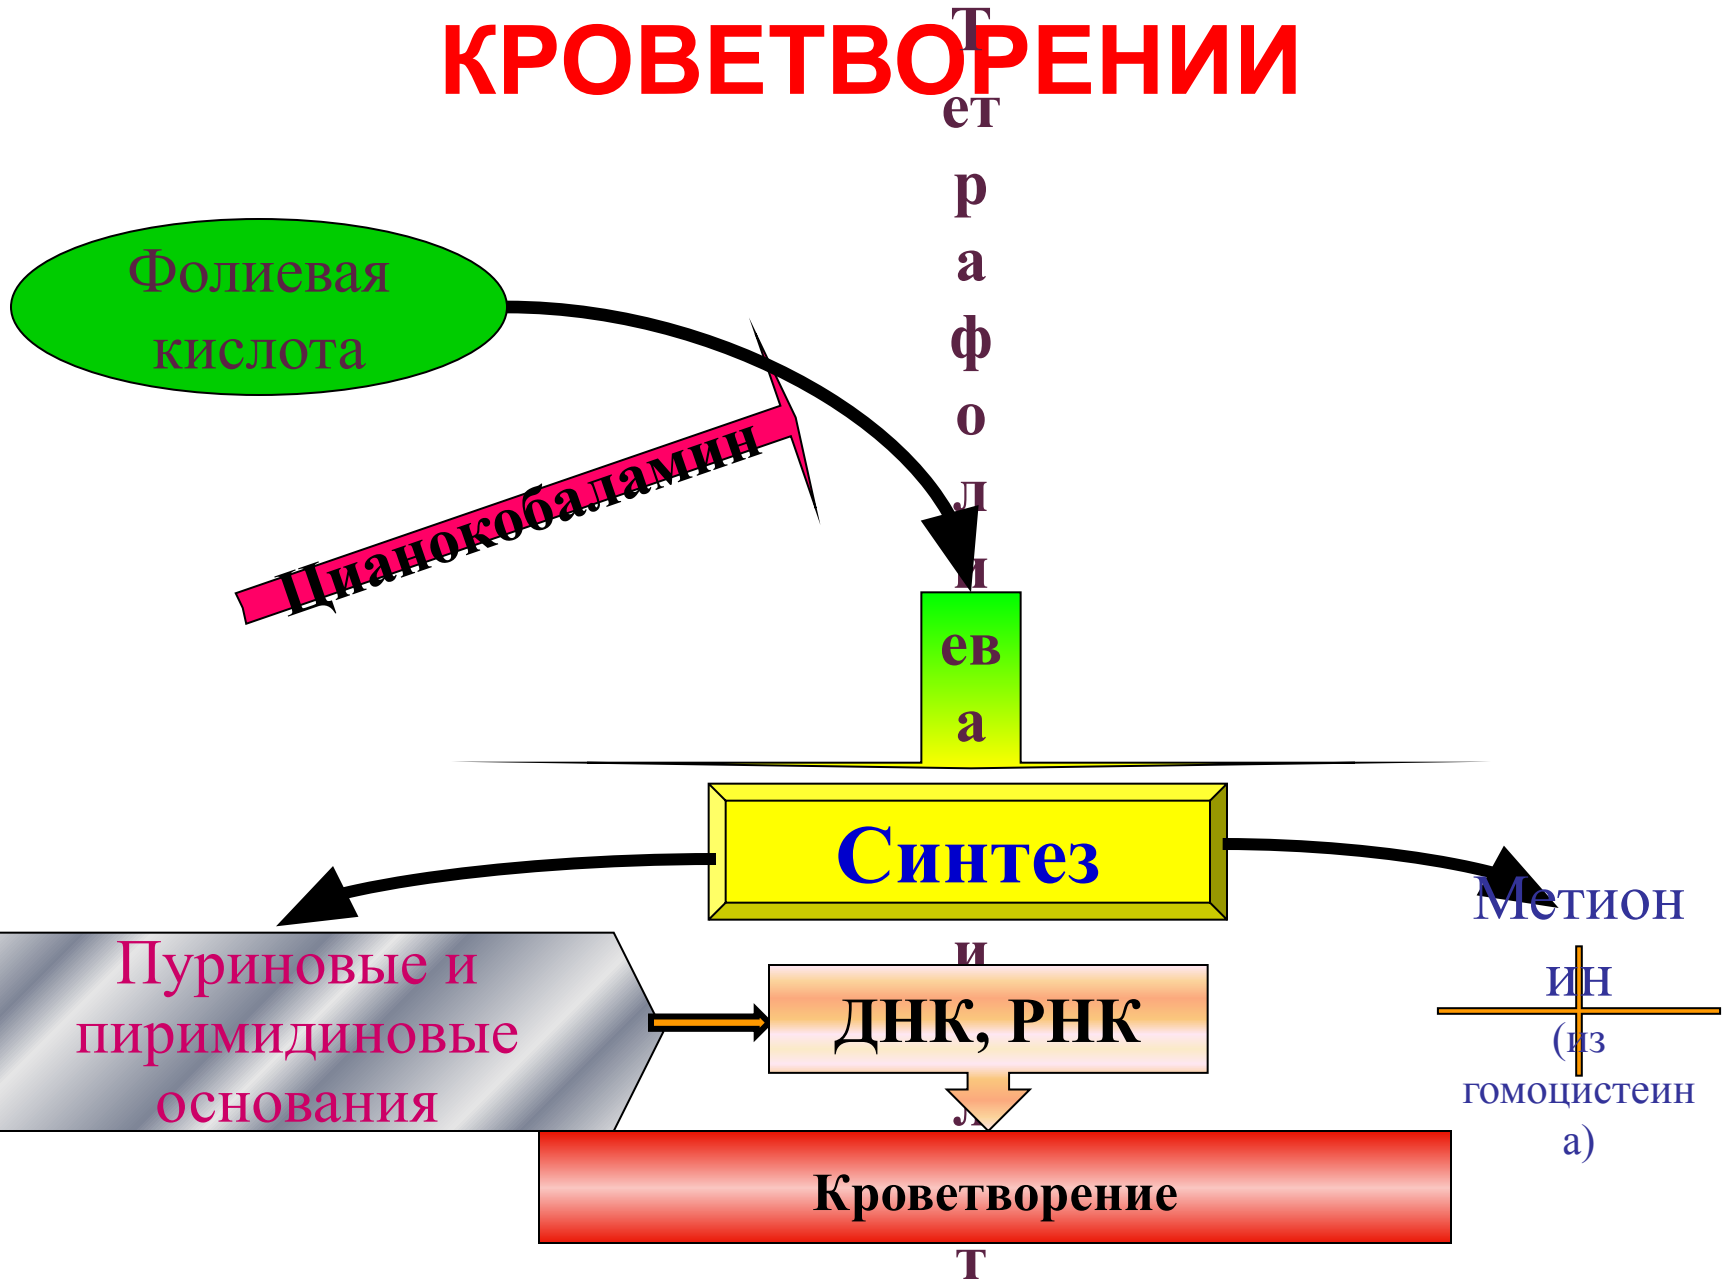 КРОВЕТВОРЕНИИ
Т
ет
р
а
ф
о
л
и
ев
а
и
л
т
Фолиевая
кислота
Цианокобаламин
Синтез
Пуриновые и
пиримидиновые
основания
ДНК, РНК
Метион
ин
(из
гомоцистеин
а)
Кроветворение